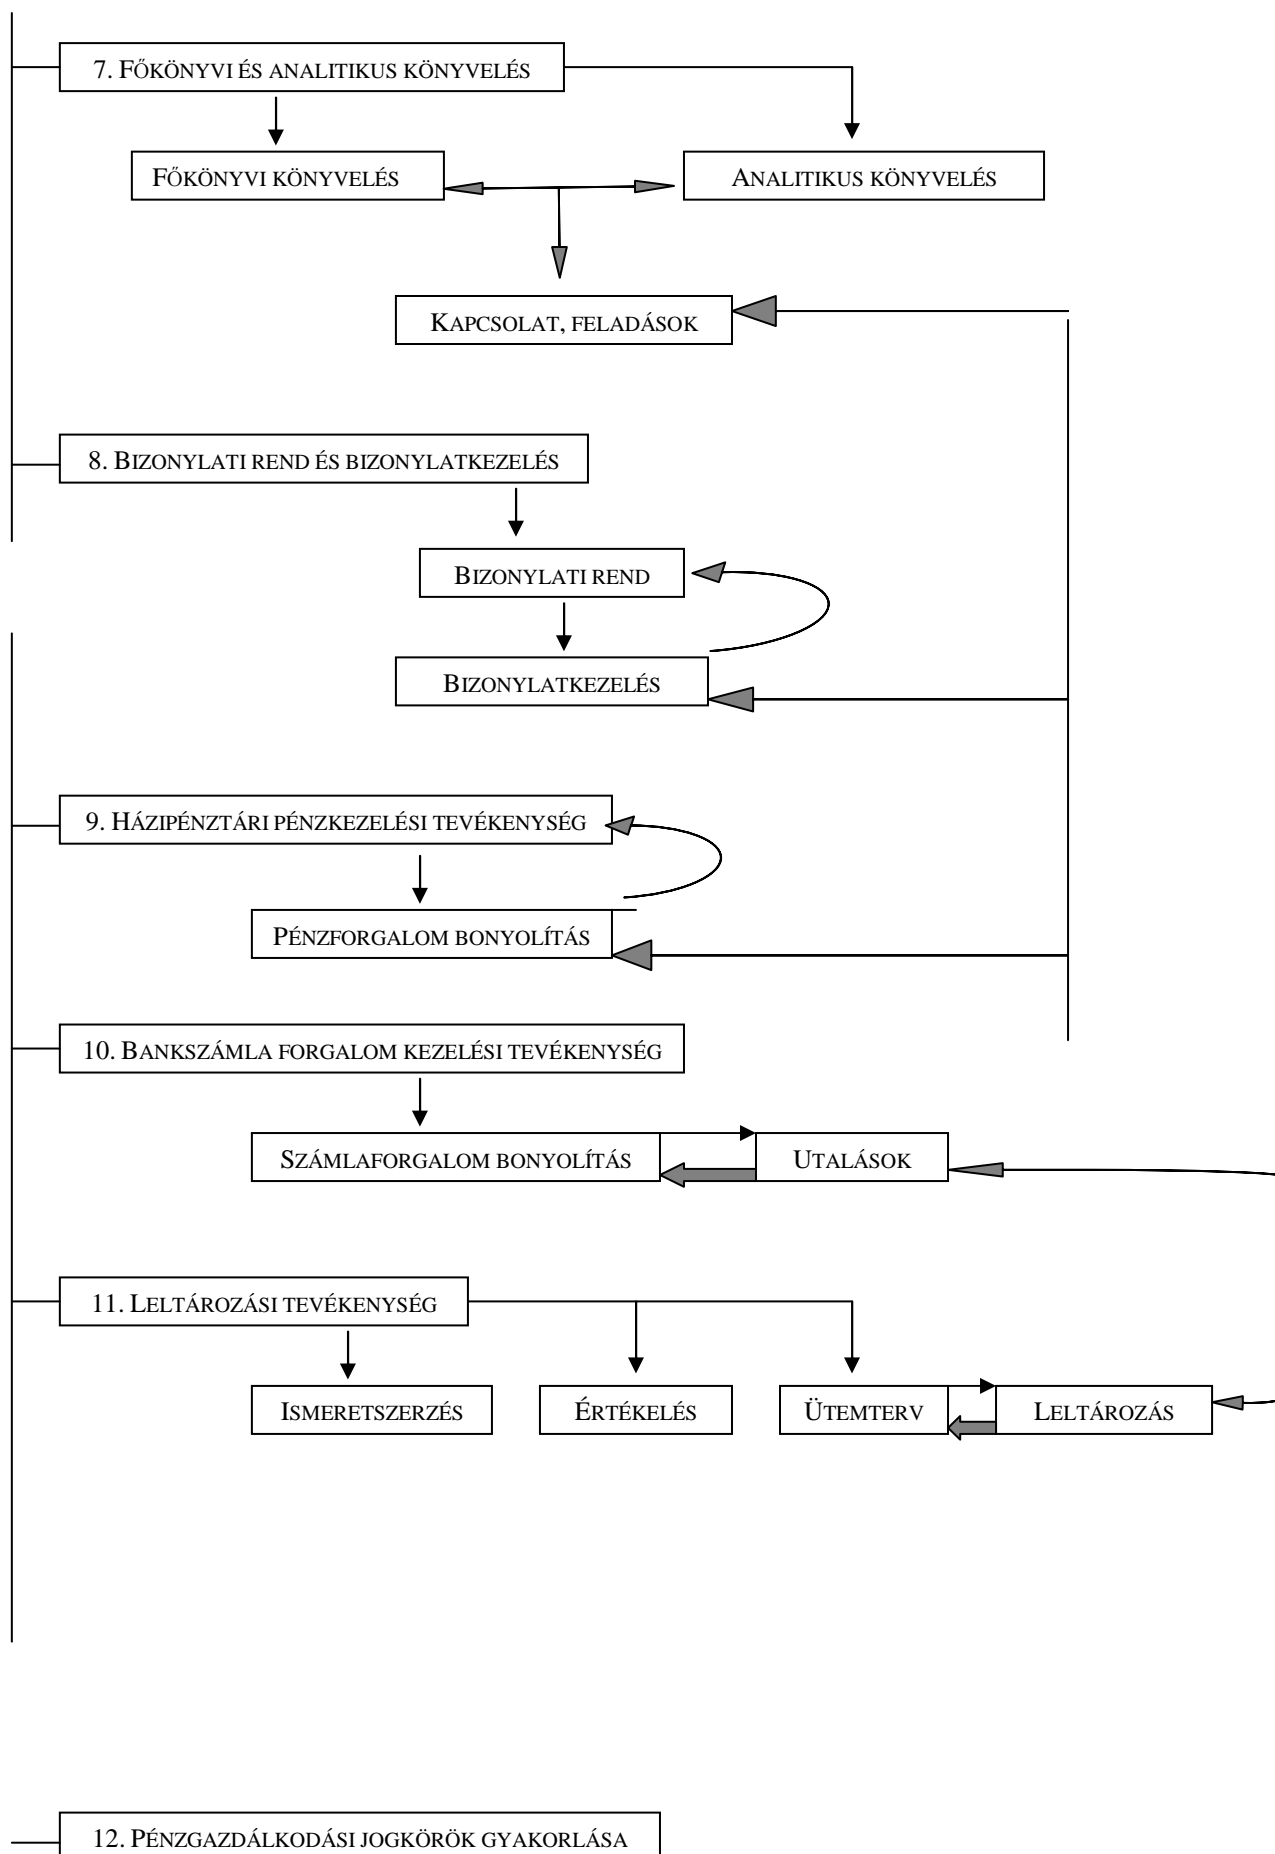 7. FŐKÖNYVI ÉS ANALITIKUS KÖNYVELÉS
FŐKÖNYVI KÖNYVELÉS
ANALITIKUS KÖNYVELÉS
KAPCSOLAT, FELADÁSOK
8. BIZONYLATI REND ÉS BIZONYLATKEZELÉS
BIZONYLATI REND
BIZONYLATKEZELÉS
9. HÁZIPÉNZTÁRI PÉNZKEZELÉSI TEVÉKENYSÉG
PÉNZFORGALOM BONYOLÍTÁS
10. BANKSZÁMLA FORGALOM KEZELÉSI TEVÉKENYSÉG
SZÁMLAFORGALOM BONYOLÍTÁS
UTALÁSOK
11. LELTÁROZÁSI TEVÉKENYSÉG
ISMERETSZERZÉS
ÉRTÉKELÉS
ÜTEMTERV
LELTÁROZÁS
12. PÉNZGAZDÁLKODÁSI JOGKÖRÖK GYAKORLÁSA